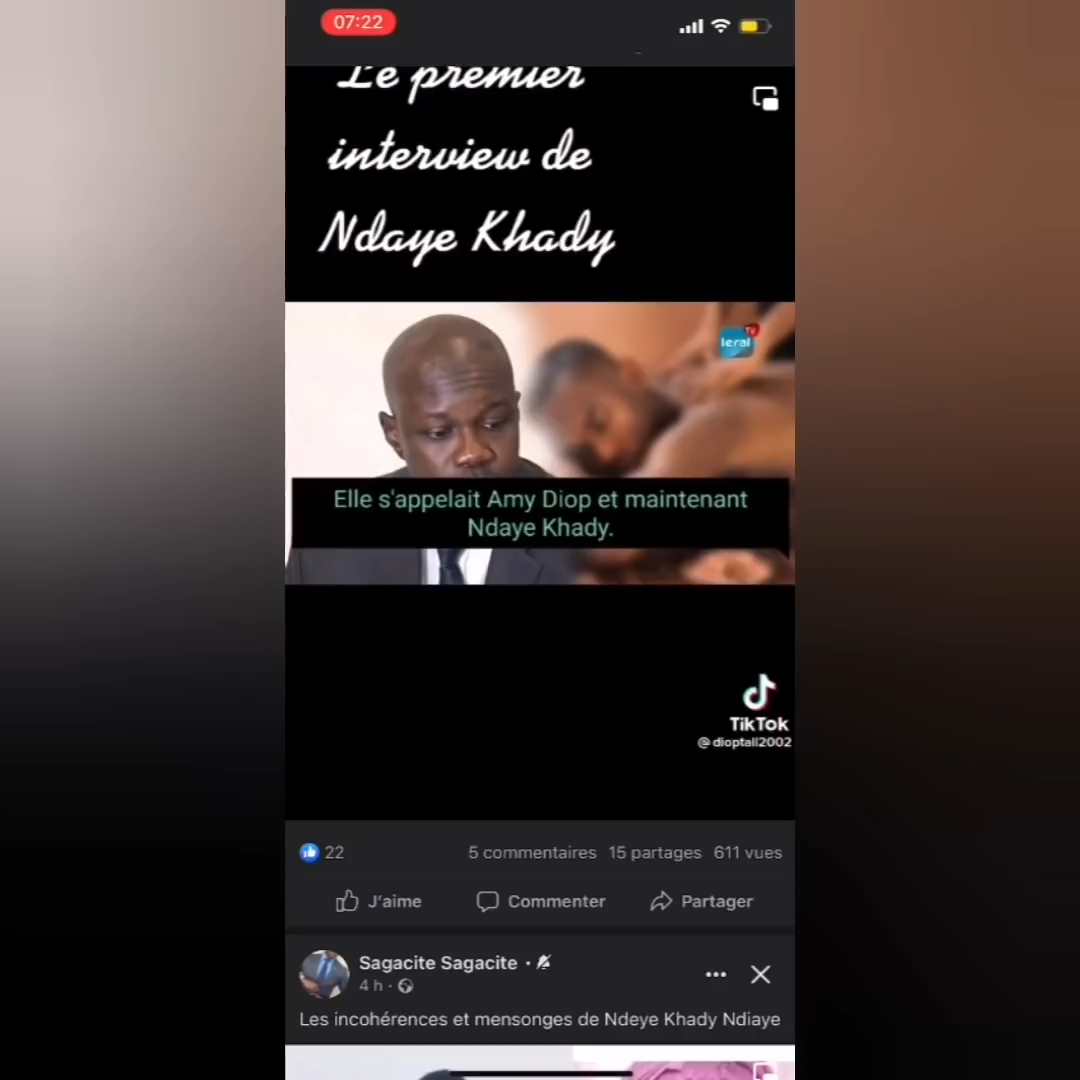 07:22
Le premier
interview de
Ndaye Khady
leral TV
Elle s'appelait Amy Diop et maintenant
Ndaye Khady.
TikTok
@dioptall2002
22
5 commentaires 15 partages 611 vues
J'aime Commenter Partager
Sagacite Sagacite
4 h
Les incohérences et mensonges de Ndeye Khady Ndiaye